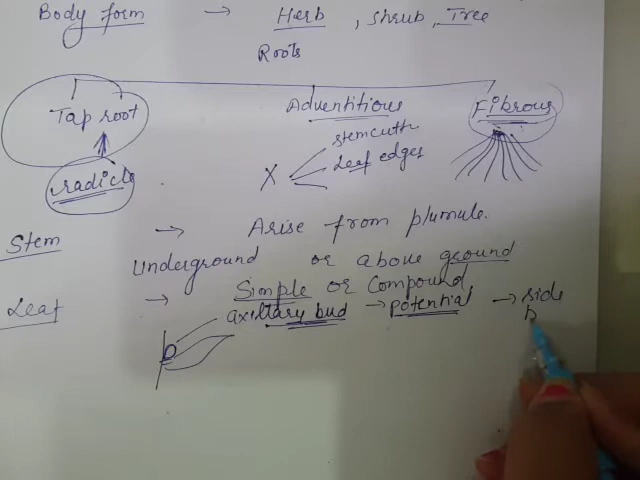 Body form → Herb, Shrub, Tree
Roots
Tap root Adventitious Fibrous
stem
radicle X Leaf edges
Stem → Arise from plumule.
Underground or above ground
Leaf → Simple or Compound,
axillary bud → potential → side
b